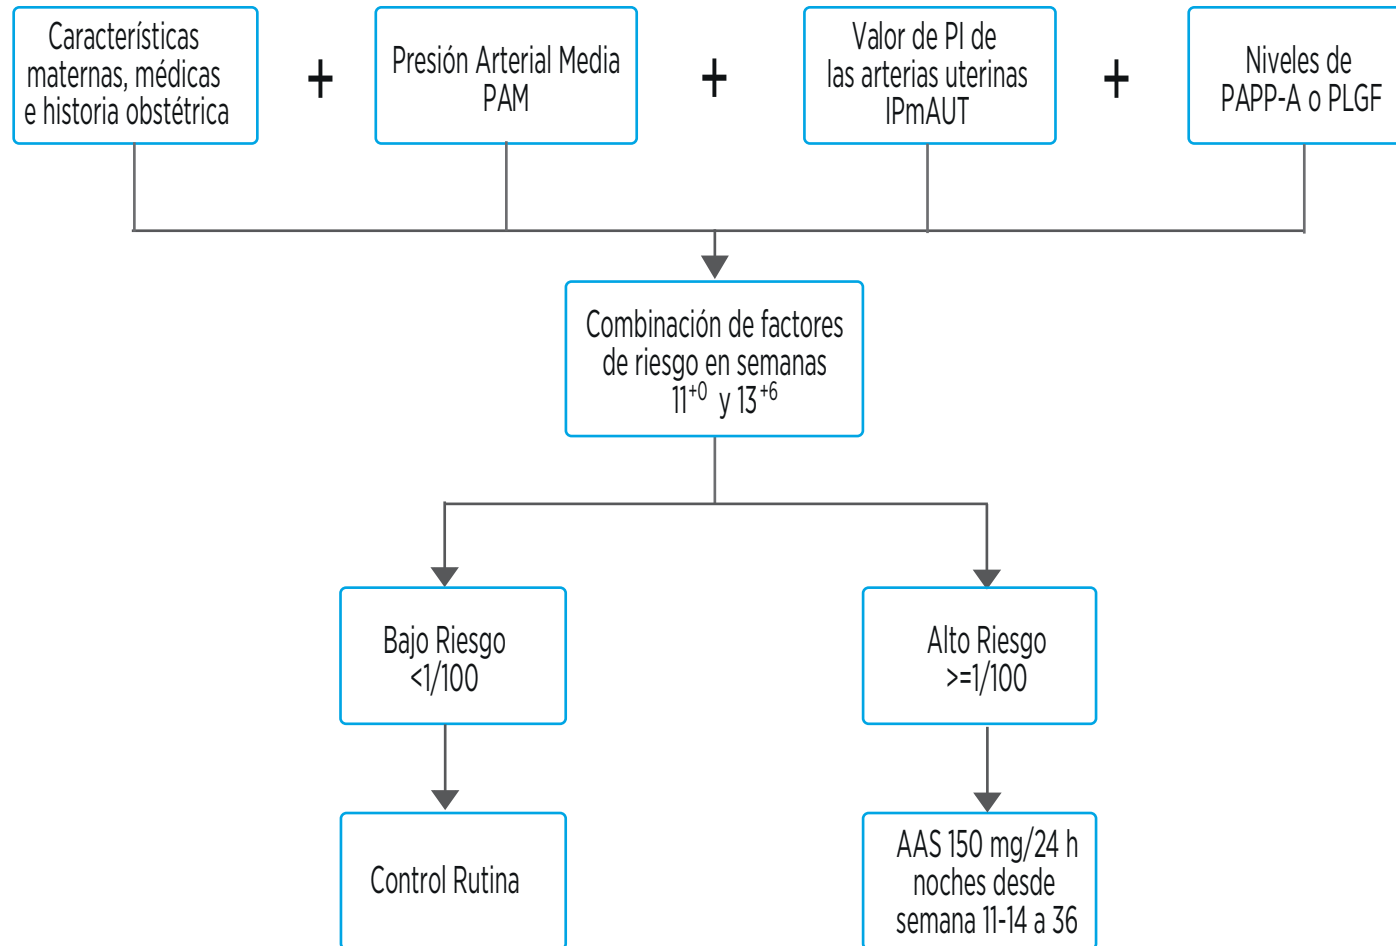 Características
maternas, médicas
e historia obstétrica
+
Presión Arterial Media
PAM
+
Valor de PI de
las arterias uterinas
IPmAUT
+
Niveles de
PAPP-A o PLGF
Combinación de factores
de riesgo en semanas
11⁺⁰ y 13⁺⁶
Bajo Riesgo
<1/100
Alto Riesgo
>=1/100
Control Rutina
AAS 150 mg/24 h
noches desde
semana 11-14 a 36